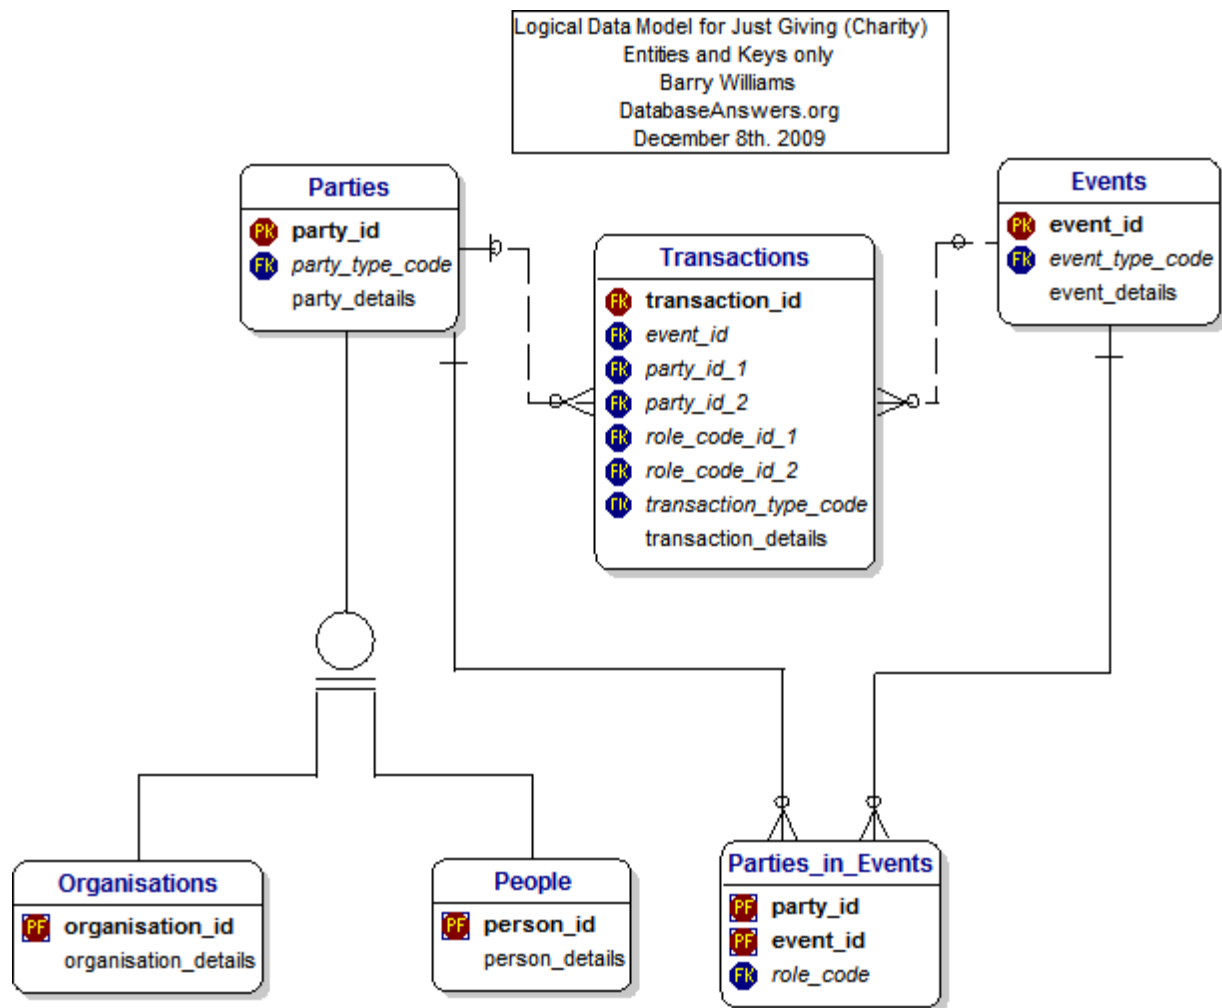 Logical Data Model for Just Giving (Charity)
Entities and Keys only
Barry Williams
DatabaseAnswers.org
December 8th. 2009
Parties
PK party_id
FK party_type_code
party_details
Events
PK event_id
FK event_type_code
event_details
Transactions
FK transaction_id
FK event_id
FK party_id_1
FK party_id_2
FK role_code_id_1
FK role_code_id_2
FK transaction_type_code
transaction_details
Organisations
PF organisation_id
organisation_details
People
PF person_id
person_details
Parties_in_Events
PF party_id
PF event_id
FK role_code